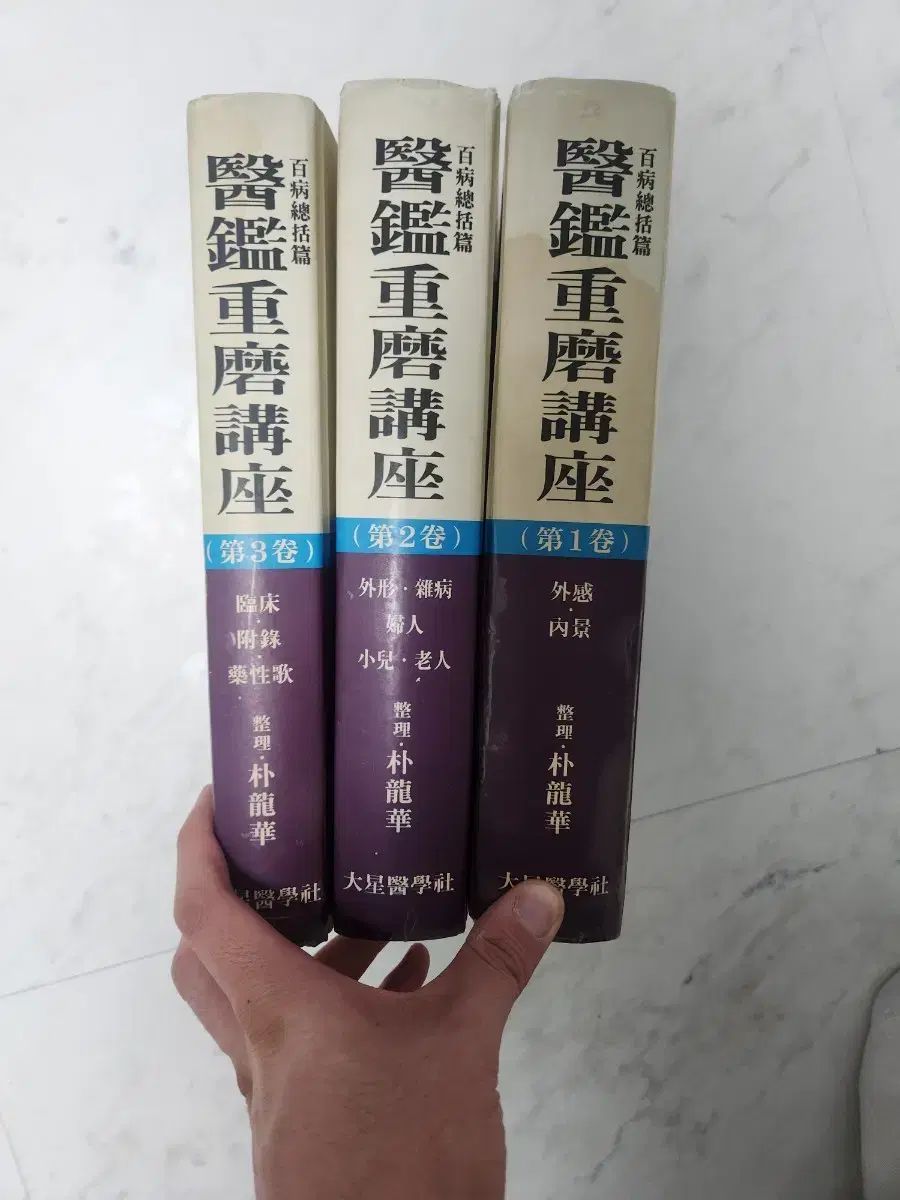 百病總括篇
醫鑑重磨講座
(第3卷)
臨床·
附錄·
藥性歌
整理·朴龍華
星醫學社
百病總括篇
醫鑑重磨講座
(第2卷)
外形·雜病
婦人
小兒·老人
整理·朴龍華
大星醫學社
百病總括篇
醫鑑重磨講座
(第1卷)
外感·
內景
整理·朴龍華
大星醫學社